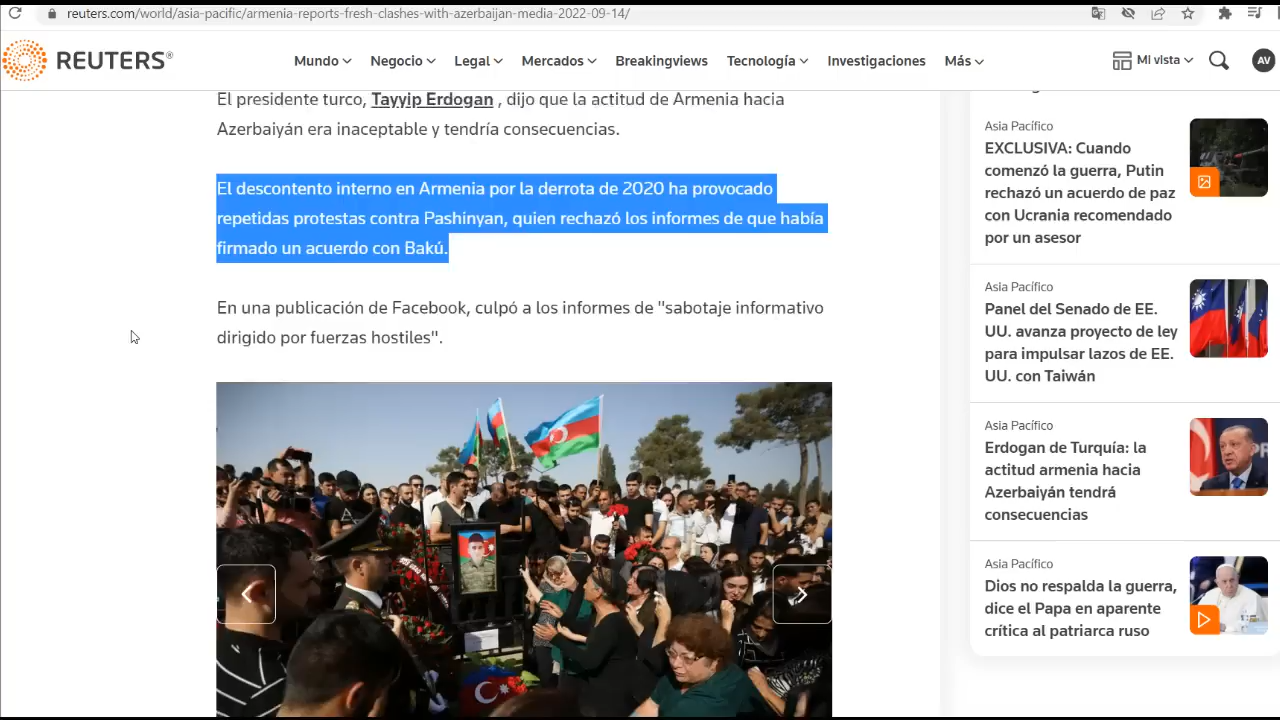 reuters.com/world/asia-pacific/armenia-reports-fresh-clashes-with-azerbaijan-media-2022-09-14/
REUTERS®
Mundo
Negocio
Legal
Mercados
Breakingviews
Tecnología
Investigaciones
Más
Mi vista
AV
El presidente turco, Tayyip Erdogan , dijo que la actitud de Armenia hacia
Azerbaiyán era inaceptable y tendría consecuencias.
El descontento interno en Armenia por la derrota de 2020 ha provocado
repetidas protestas contra Pashinyan, quien rechazó los informes de que había
firmado un acuerdo con Bakú.
En una publicación de Facebook, culpó a los informes de "sabotaje informativo
dirigido por fuerzas hostiles".
Asia Pacífico
EXCLUSIVA: Cuando
comenzó la guerra, Putin
rechazó un acuerdo de paz
con Ucrania recomendado
por un asesor
Asia Pacífico
Panel del Senado de EE.
UU. avanza proyecto de ley
para impulsar lazos de EE.
UU. con Taiwán
Asia Pacífico
Erdogan de Turquía: la
actitud armenia hacia
Azerbaiyán tendrá
consecuencias
Asia Pacífico
Dios no respalda la guerra,
dice el Papa en aparente
crítica al patriarca ruso